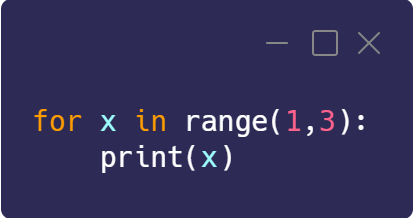 for x in range(1,3):
    print(x)